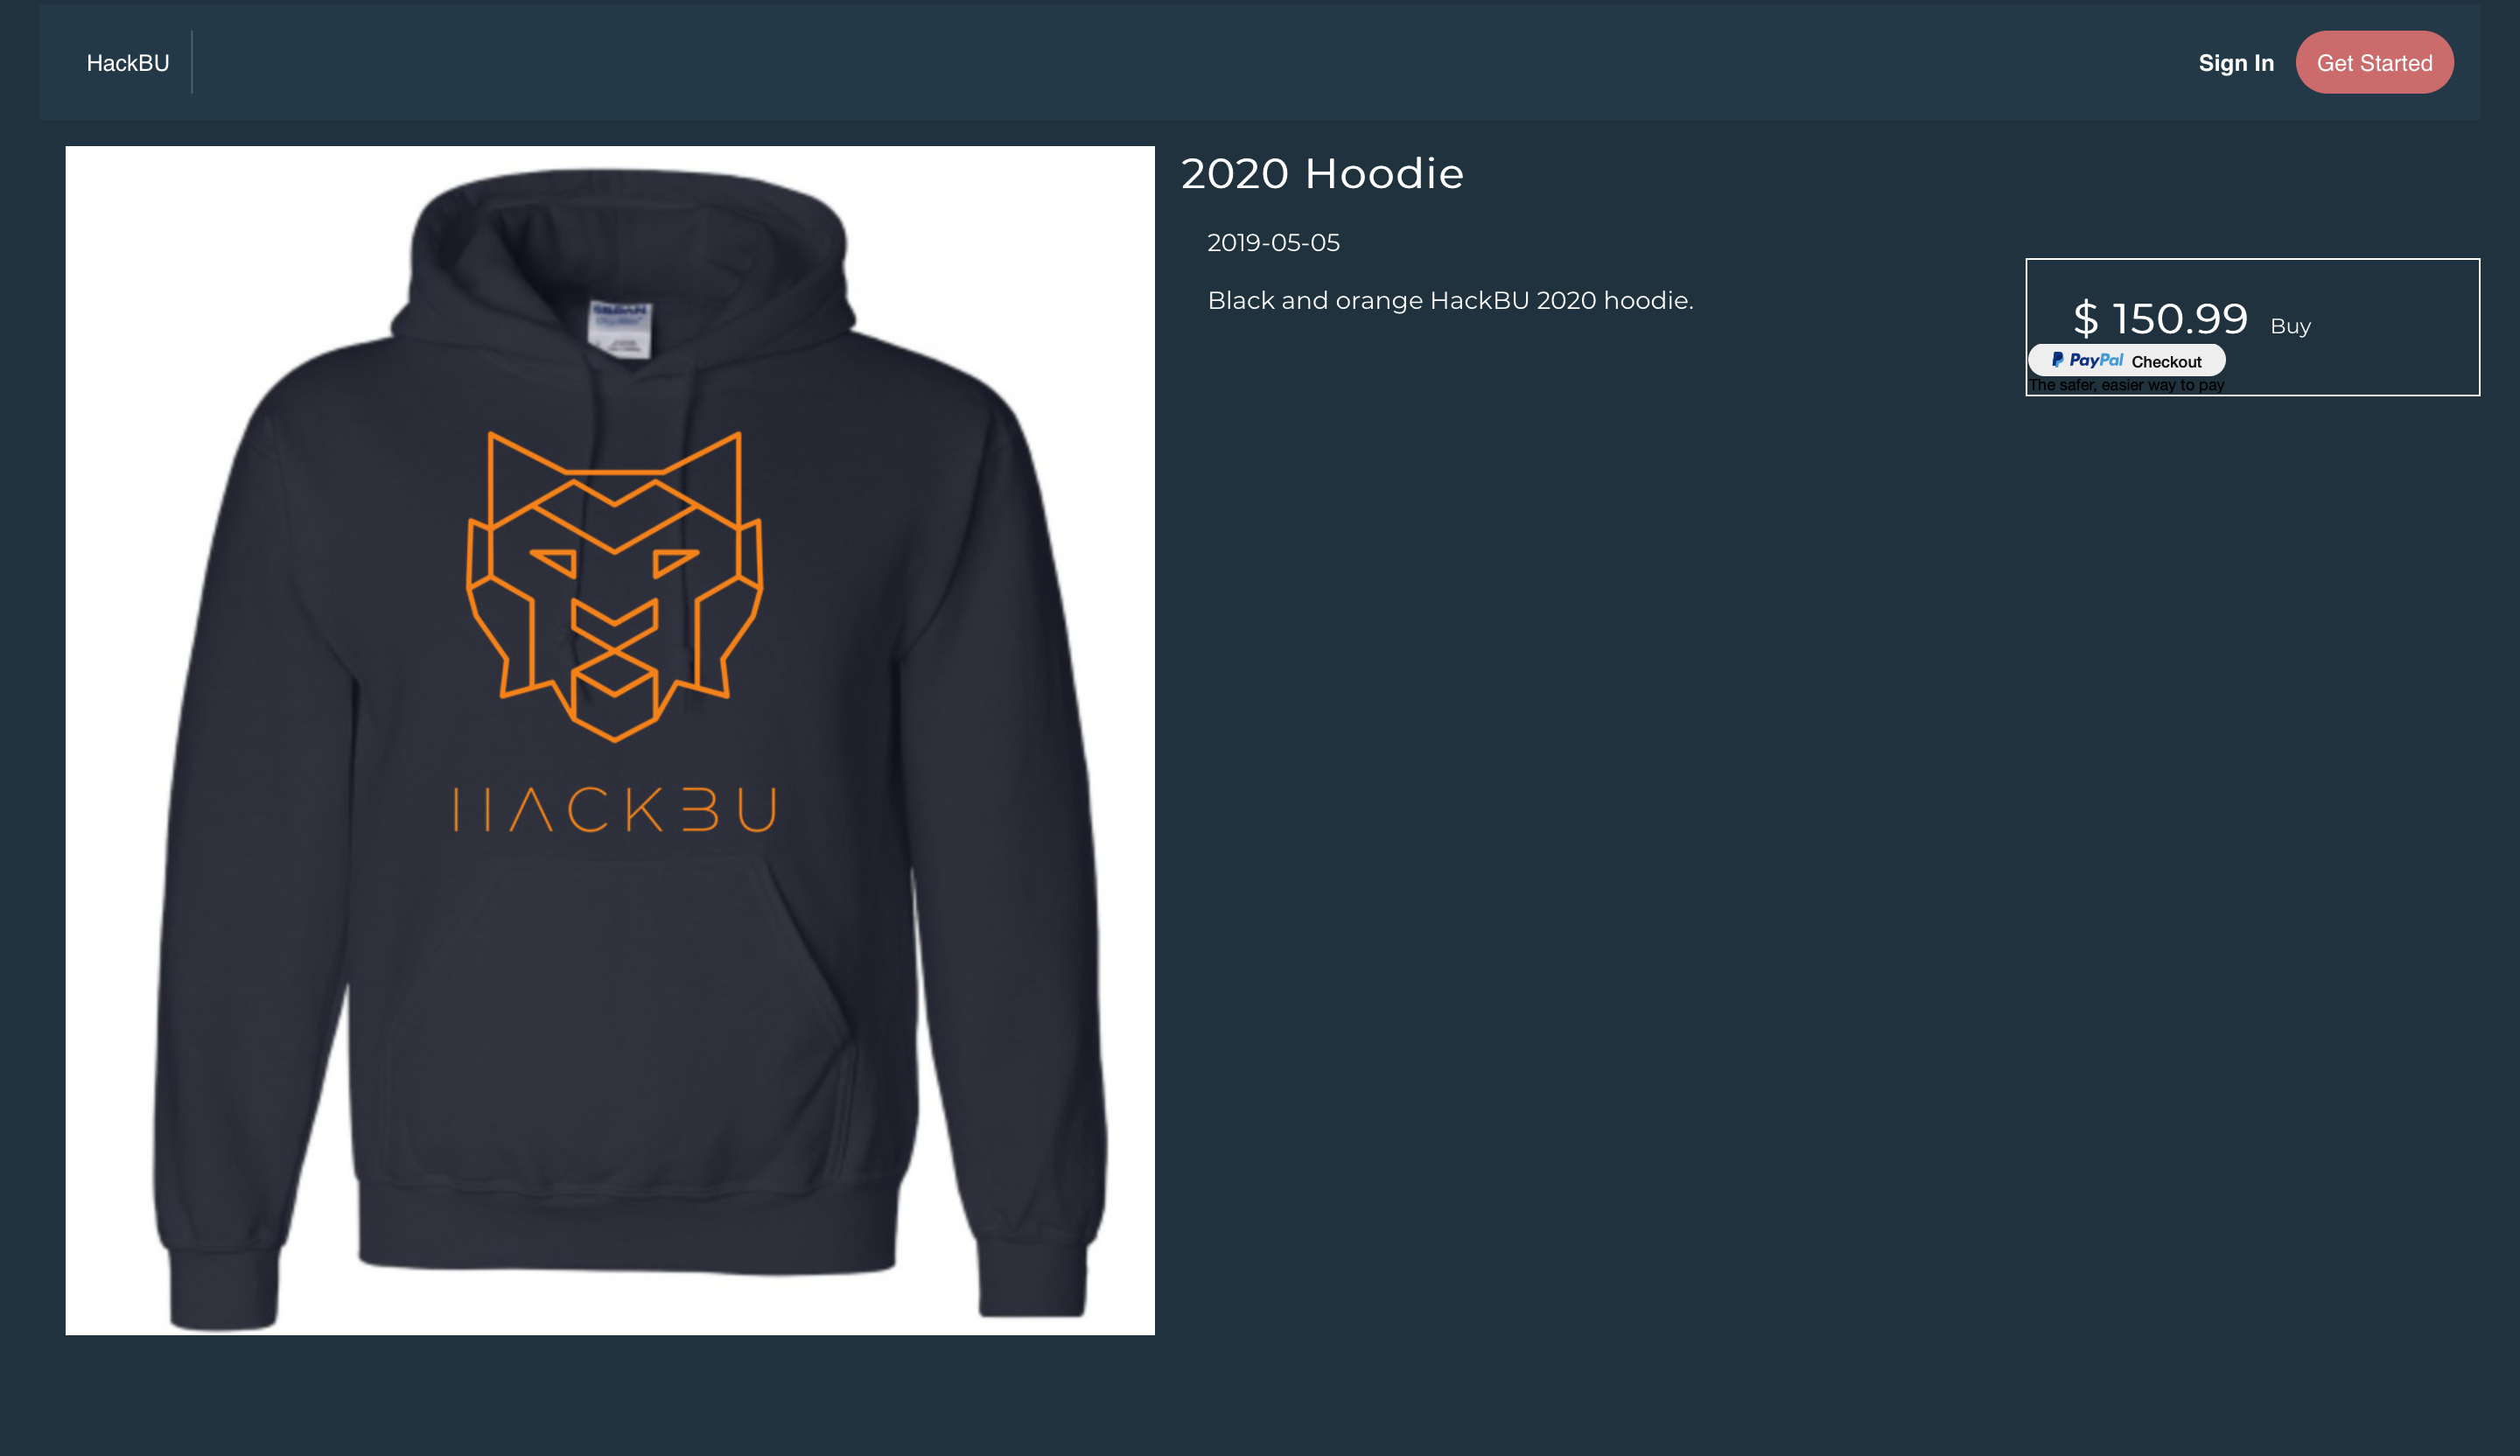 HackBU
Sign In
Get Started
2020 Hoodie
2019-05-05
Black and orange HackBU 2020 hoodie.
$ 150.99 Buy
PayPal Checkout
The safer, easier way to pay
HACKBU